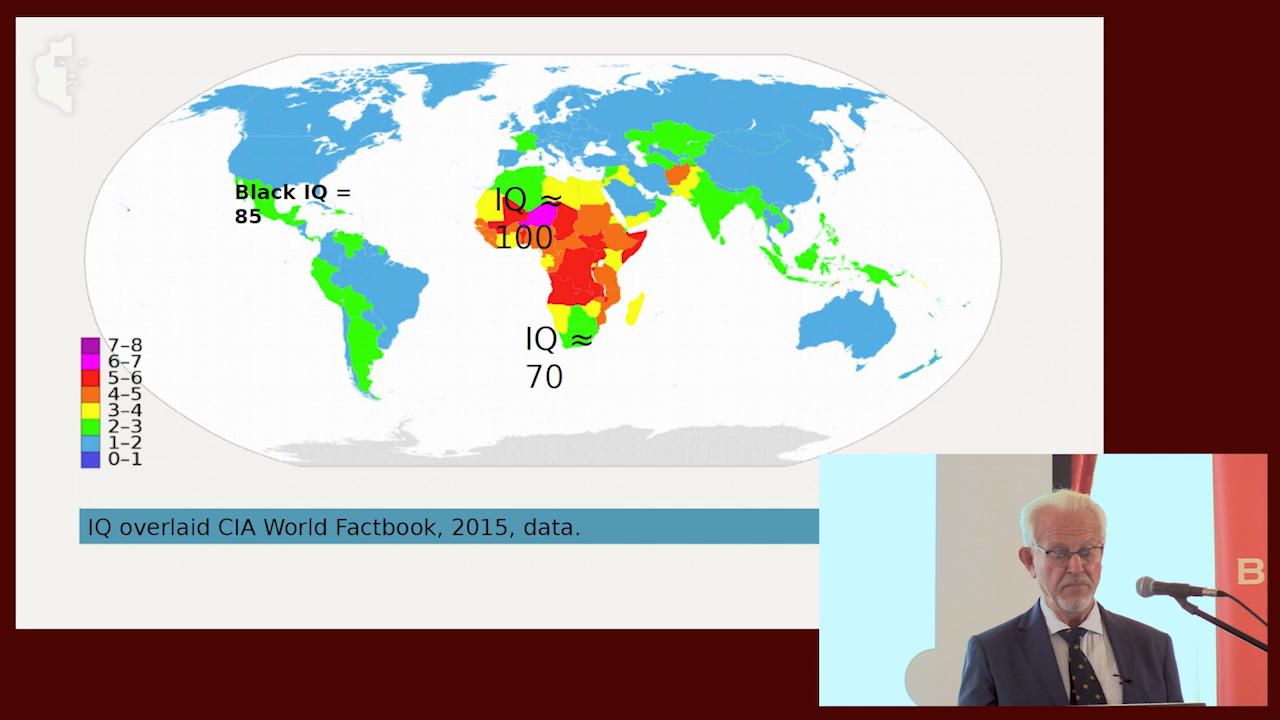 Black IQ =
85
IQ ≈
100
IQ ≈
70
7–8
6–7
5–6
4–5
3–4
2–3
1–2
0–1
IQ overlaid CIA World Factbook, 2015, data.
B